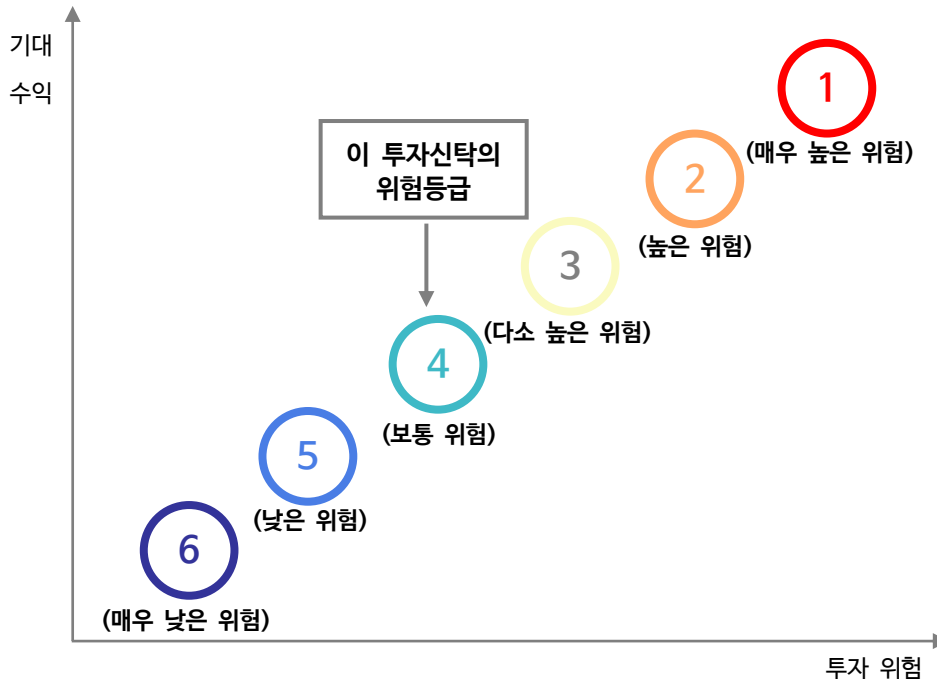 기대
수익
1
(매우 높은 위험)
이 투자신탁의
위험등급
2
(높은 위험)
3
(다소 높은 위험)
4
(보통 위험)
5
(낮은 위험)
6
(매우 낮은 위험)
투자 위험